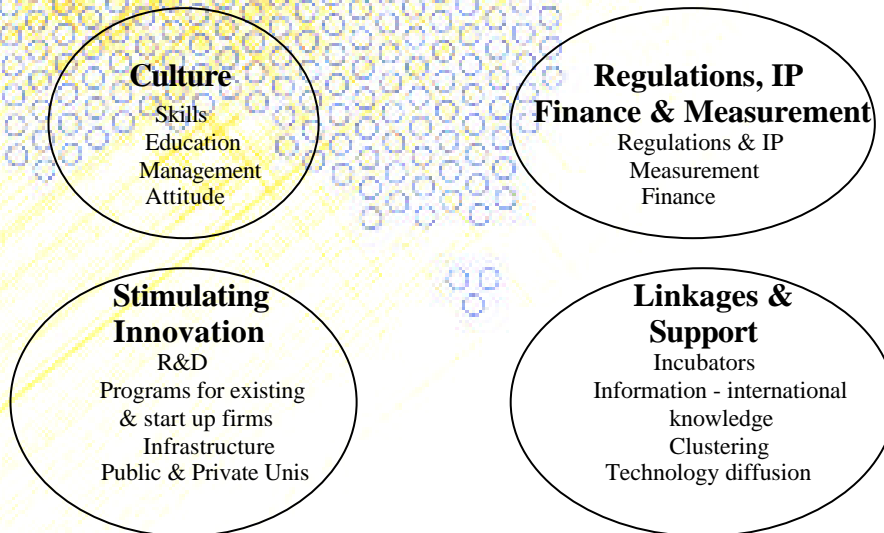 Culture
Skills
Education
Management
Attitude
Regulations, IP
Finance & Measurement
Regulations & IP
Measurement
Finance
Stimulating
Innovation
R&D
Programs for existing
& start up firms
Infrastructure
Public & Private Unis
Linkages &
Support
Incubators
Information - international
knowledge
Clustering
Technology diffusion